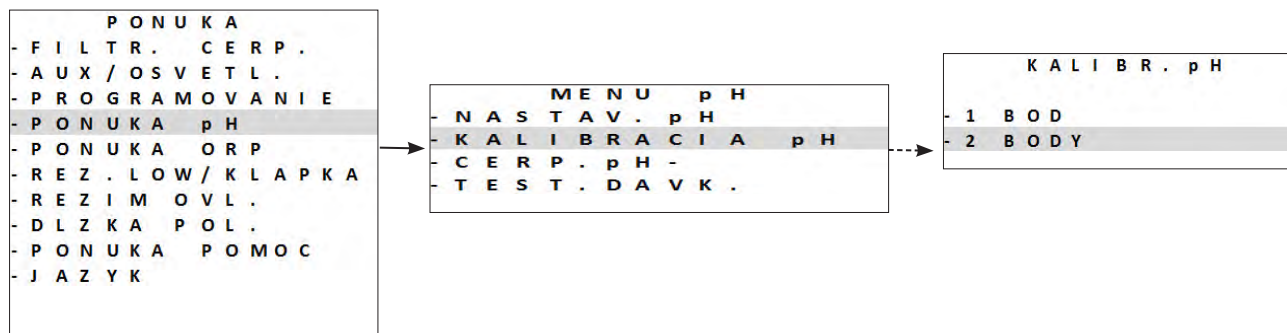 PONUKA
-FILTR. CERP.
-AUX/OSVETL.
-PROGRAMOVANIE
-PONUKA pH
-PONUKA ORP
-REZ.LOW/KLAPKA
-REZIM OVL.
-DLZKA POL.
-PONUKA POMOC
-JAZYK
MENU pH
-NASTAV. pH
-KALIBRACIA pH
-CERP.pH-
-TEST.DAVK.
KALIBR. pH
-1 BOD
-2 BODY